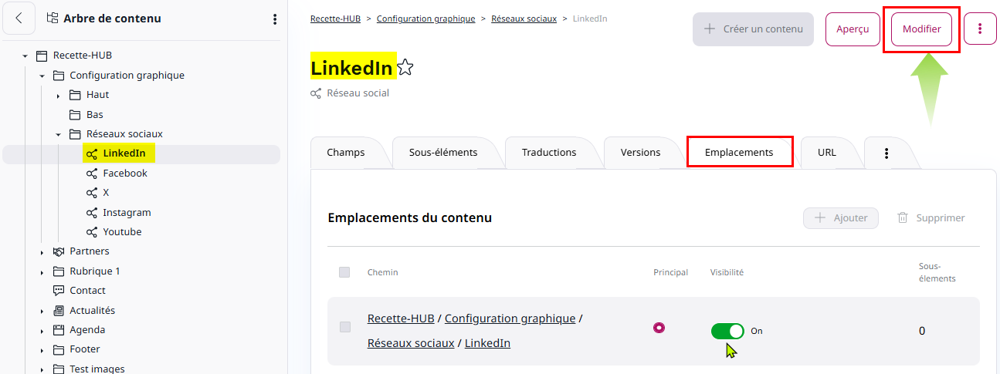 Arbre de contenu
Recette-HUB
Configuration graphique
Haut
Bas
Réseaux sociaux
LinkedIn
Facebook
X
Instagram
Youtube
Partners
Rubrique 1
Contact
Actualités
Agenda
Footer
Test images
Recette-HUB > Configuration graphique > Réseaux sociaux > LinkedIn
Créer un contenu
Aperçu
Modifier
LinkedIn
Réseau social
Champs
Sous-éléments
Traductions
Versions
Emplacements
URL
Emplacements du contenu
Ajouter
Supprimer
Chemin
Principal
Visibilité
Sous-
élements
Recette-HUB / Configuration graphique /
Réseaux sociaux / LinkedIn
On
0